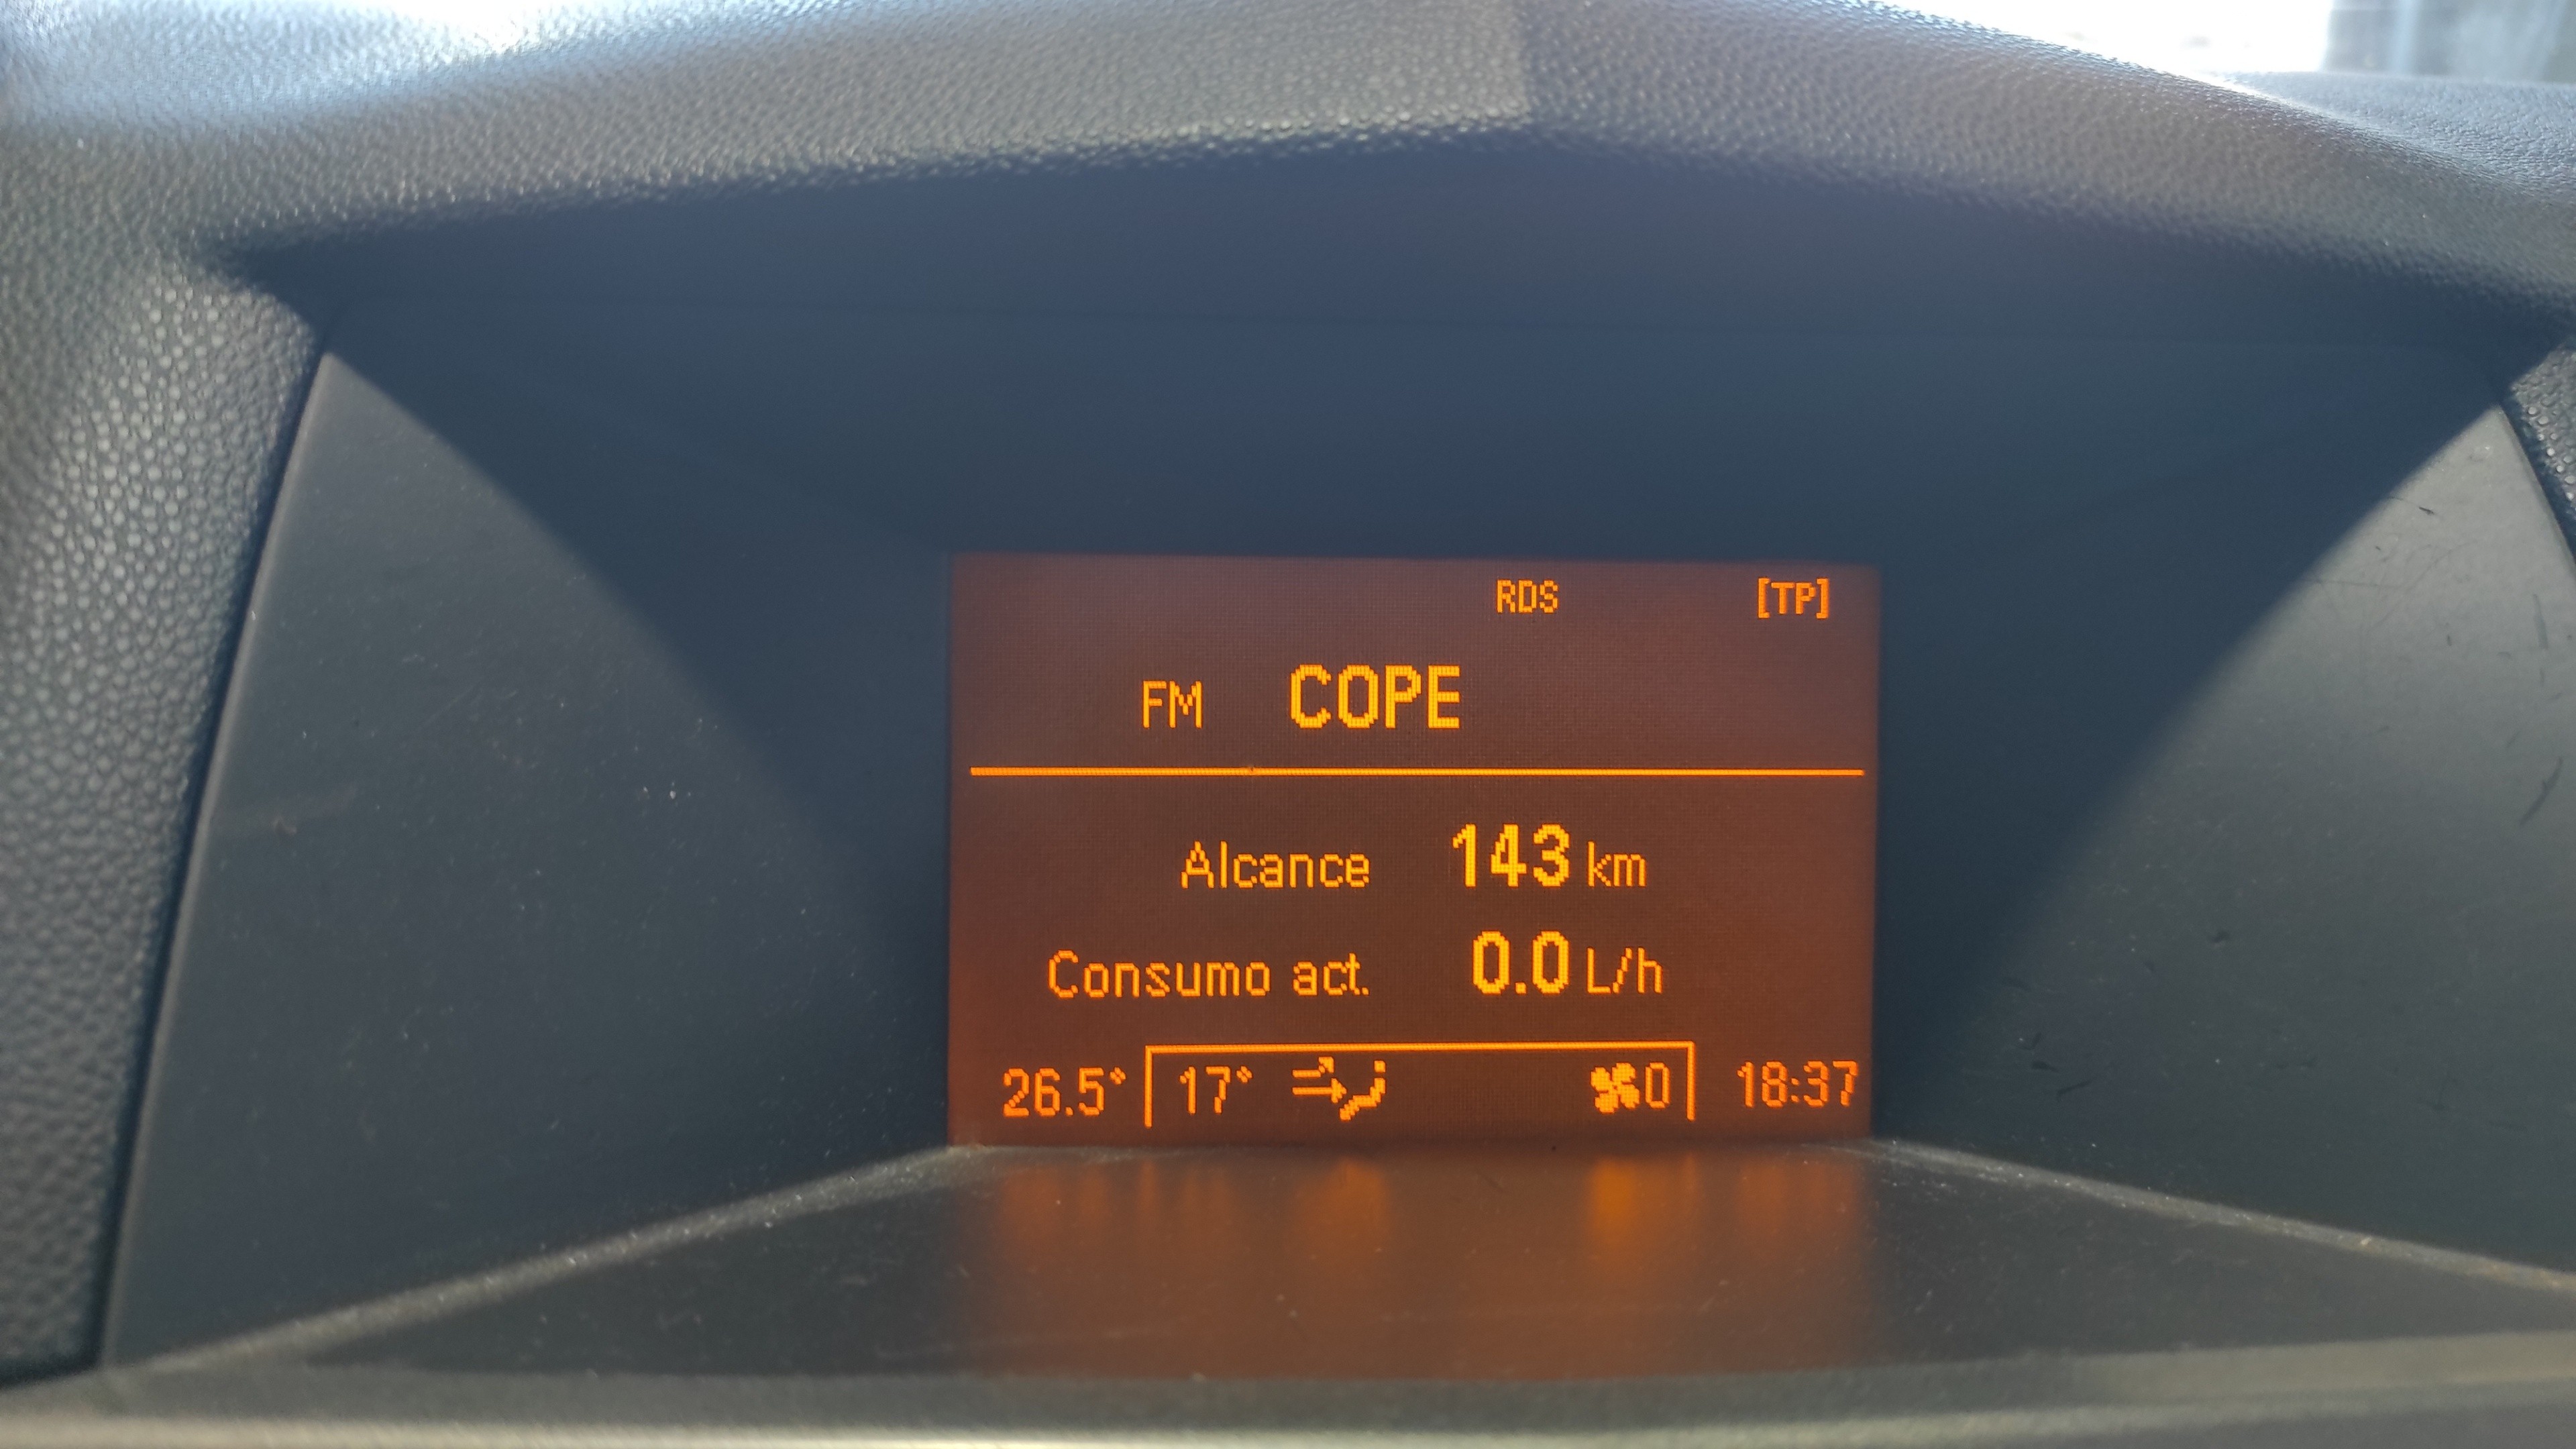 RDS [TP]
FM COPE
Alcance 143 km
Consumo act. 0.0 L/h
26.5° 17° 0 18:37